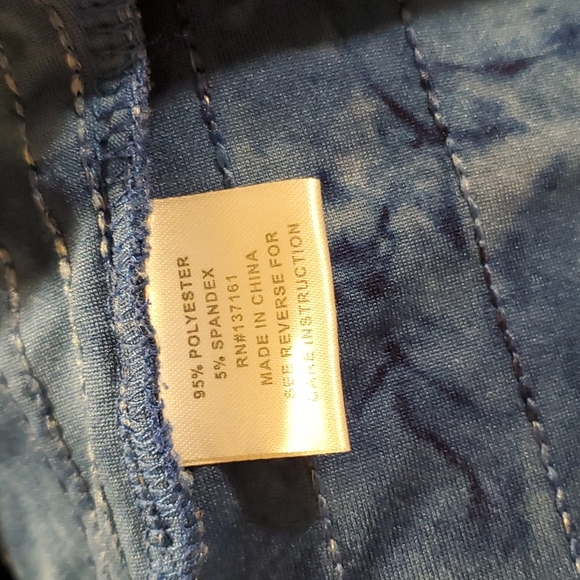 95% POLYESTER
5% SPANDEX
RN#137161
MADE IN CHINA
SEE REVERSE FOR
CARE INSTRUCTION